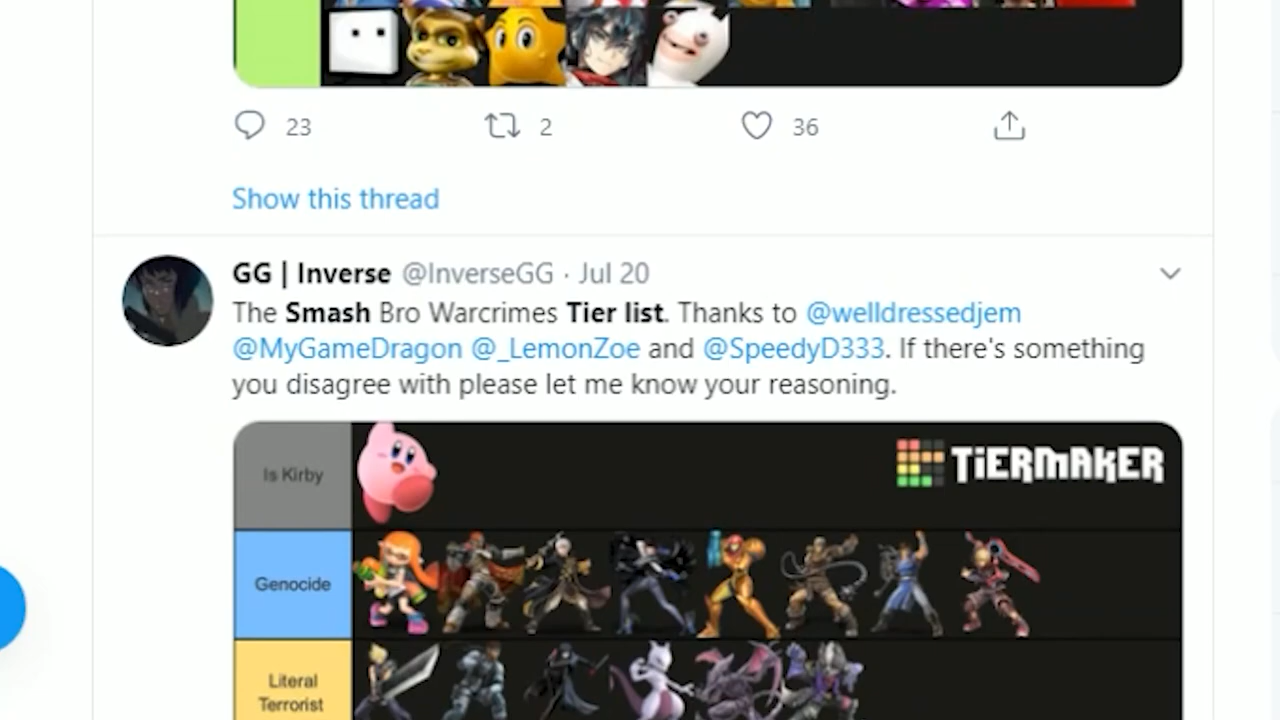 23 2 36
Show this thread
GG | Inverse @InverseGG · Jul 20
The Smash Bro Warcrimes Tier list. Thanks to @welldressedjem
@MyGameDragon @_LemonZoe and @SpeedyD333. If there's something
you disagree with please let me know your reasoning.
Is Kirby
TiERMAKER
Genocide
Literal
Terrorist